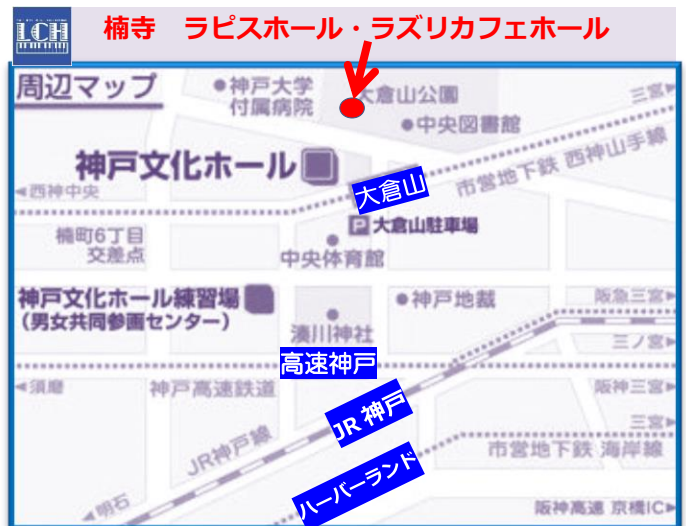 LCH
楠寺 ラピスホール・ラズリカフェホール
周辺マップ
●神戸大学
付属病院
大倉山公園
三宮▶
●中央図書館
神戸文化ホール
市営地下鉄 西神山手線
◀西神中央
大倉山
P 大倉山駐車場
楠町6丁目
交差点
中央体育館
神戸文化ホール練習場
(男女共同参画センター)
●神戸地裁
阪急三宮▶
湊川神社
三ノ宮▶
高速神戸
◀須磨
神戸高速鉄道
阪神三宮▶
JR 神戸
三宮▶
JR神戸線
市営地下鉄 海岸線
ハーバーランド
◀明石
阪神高速 京橋IC▶